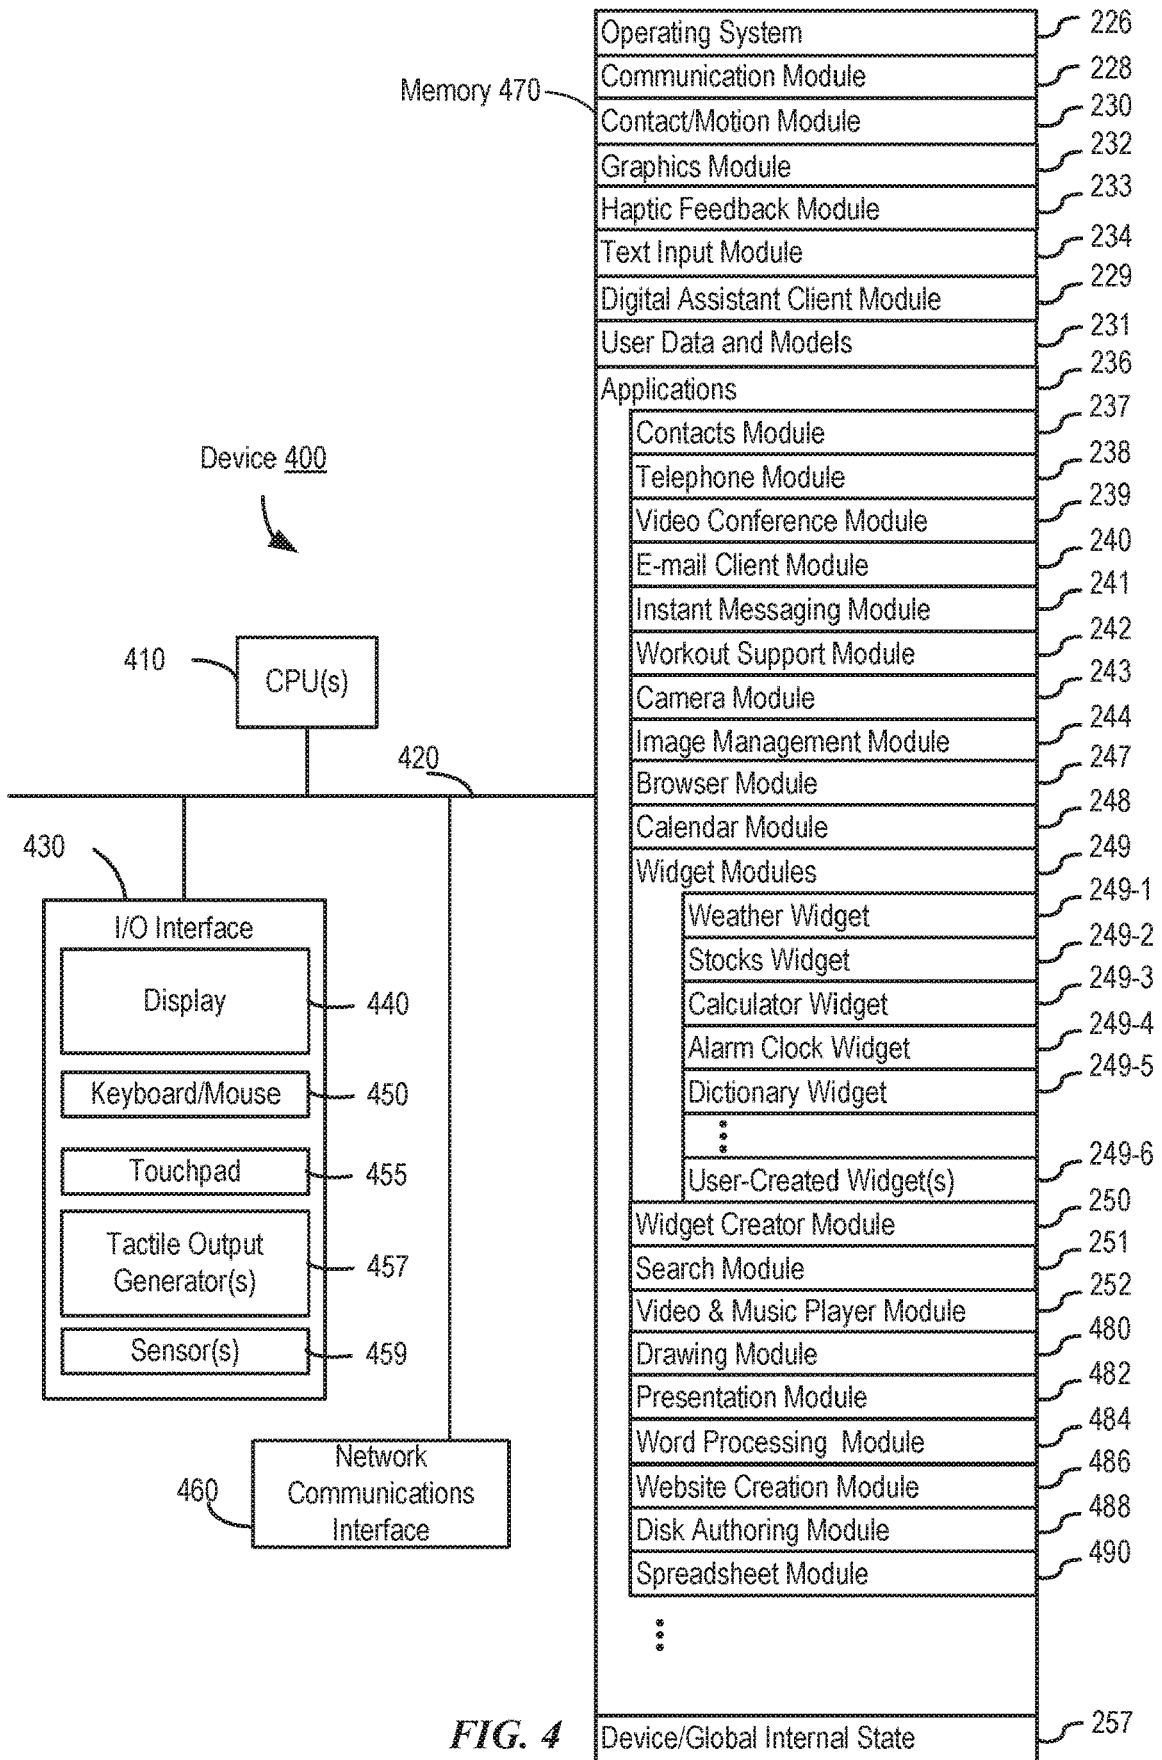 Operating System 226
Communication Module 228
Memory 470
Contact/Motion Module 230
Graphics Module 232
Haptic Feedback Module 233
Text Input Module 234
Digital Assistant Client Module 229
User Data and Models 231
Applications 236
Contacts Module 237
Telephone Module 238
Video Conference Module 239
E-mail Client Module 240
Instant Messaging Module 241
Workout Support Module 242
Camera Module 243
Image Management Module 244
Browser Module 247
Calendar Module 248
Widget Modules 249
Weather Widget 249-1
Stocks Widget 249-2
Calculator Widget 249-3
Alarm Clock Widget 249-4
Dictionary Widget 249-5
User-Created Widget(s) 249-6
Widget Creator Module 250
Search Module 251
Video & Music Player Module 252
Drawing Module 480
Presentation Module 482
Word Processing Module 484
Website Creation Module 486
Disk Authoring Module 488
Spreadsheet Module 490
Device/Global Internal State 257
Device 400
410
CPU(s)
420
430
I/O Interface
Display 440
Keyboard/Mouse 450
Touchpad 455
Tactile Output
Generator(s) 457
Sensor(s) 459
460
Network
Communications
Interface
FIG. 4